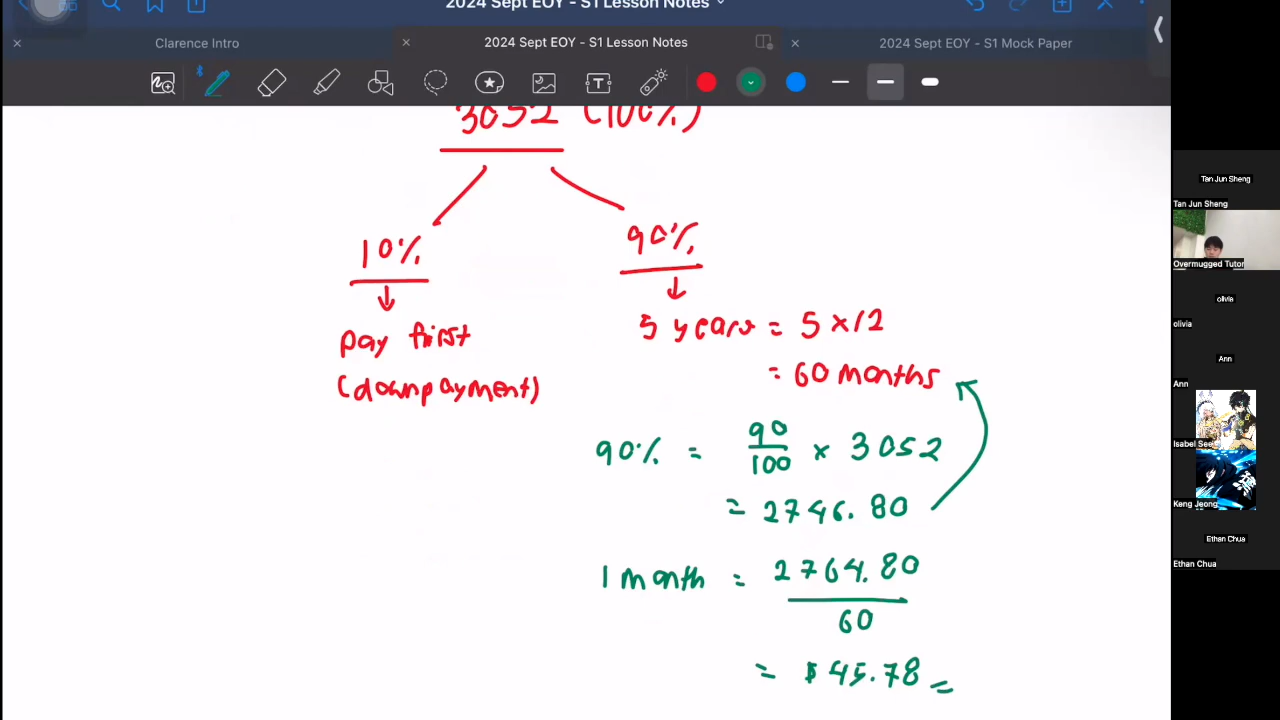 2024 Sept EOY - S1 Lesson Notes
Clarence Intro
2024 Sept EOY - S1 Lesson Notes
2024 Sept EOY - S1 Mock Paper
3052 (100%)
10%
90%
pay first
(downpayment)
5 years = 5 × 12
= 60 months
90% = 90/100 × 3052
= 2746.80
1 month = 2764.80/60
= $45.78
Tan Jun Sheng
Tan Jun Sheng
Overmugged Tutor
olivia
olivia
Ann
Ann
Isabel See
Keng Jeong
Ethan Chua
Ethan Chua